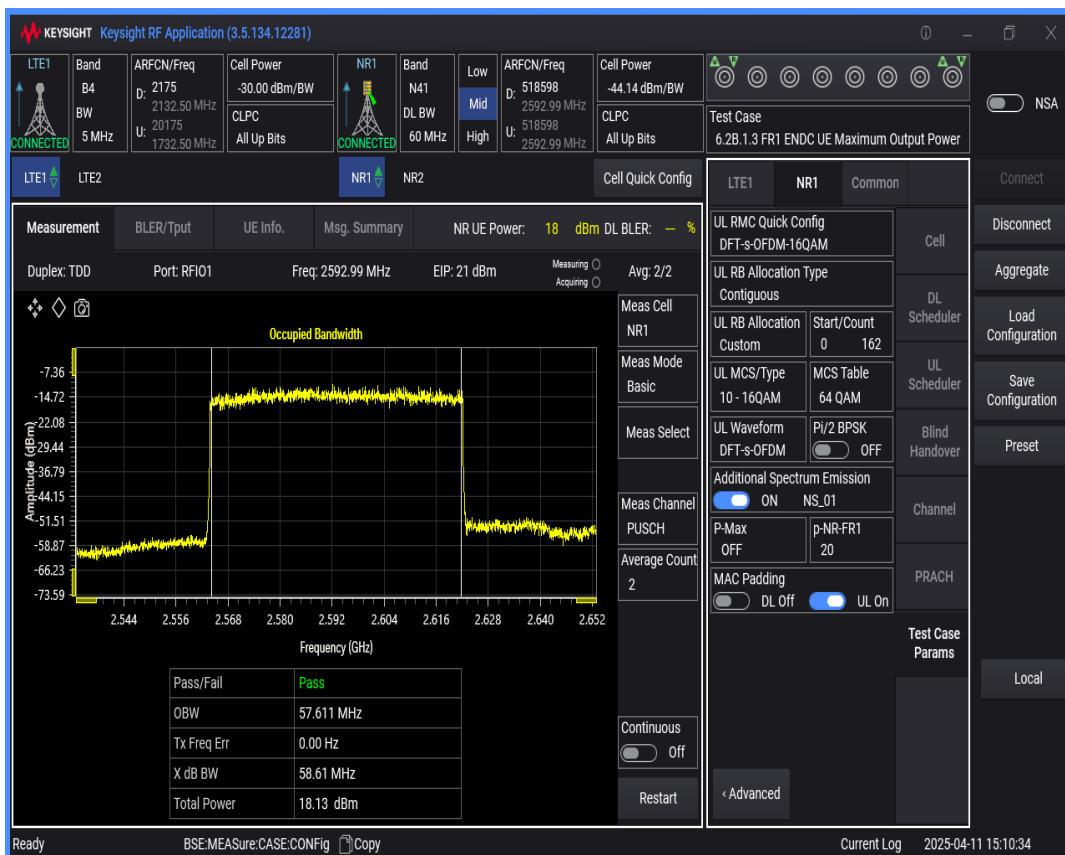 KEYSIGHT Keysight RF Application (3.5.134.12281)
LTE1
CONNECTED
Band
B4
BW
5 MHz
ARFCN/Freq
D: 2175
2132.50 MHz
U: 20175
1732.50 MHz
Cell Power
-30.00 dBm/BW
CLPC
All Up Bits
NR1
CONNECTED
Band
N41
DL BW
60 MHz
Low
Mid
High
ARFCN/Freq
D: 518598
2592.99 MHz
U: 518598
2592.99 MHz
Cell Power
-44.14 dBm/BW
CLPC
All Up Bits
Test Case
6.2B.1.3 FR1 ENDC UE Maximum Output Power
NSA
LTE1 LTE2 NR1 NR2 Cell Quick Config
Measurement BLER/Tput UE Info. Msg. Summary NR UE Power: 18 dBm DL BLER: — %
Duplex: TDD Port: RFIO1 Freq: 2592.99 MHz EIP: 21 dBm Measuring Acquiring Avg: 2/2
Occupied Bandwidth
Amplitude (dBm)
-7.36
-14.72
-22.08
-29.44
-36.79
-44.15
-51.51
-58.87
-66.23
-73.59
2.544 2.556 2.568 2.580 2.592 2.604 2.616 2.628 2.640 2.652
Frequency (GHz)
Pass/Fail Pass
OBW 57.611 MHz
Tx Freq Err 0.00 Hz
X dB BW 58.61 MHz
Total Power 18.13 dBm
Meas Cell
NR1
Meas Mode
Basic
Meas Select
Meas Channel
PUSCH
Average Count
2
Continuous
Off
Restart
LTE1 NR1 Common
UL RMC Quick Config
DFT-s-OFDM-16QAM
UL RB Allocation Type
Contiguous
UL RB Allocation
Custom
Start/Count
0 162
UL MCS/Type
10 - 16QAM
MCS Table
64 QAM
UL Waveform
DFT-s-OFDM
Pi/2 BPSK
OFF
Additional Spectrum Emission
ON NS_01
P-Max
OFF
p-NR-FR1
20
MAC Padding
DL Off UL On
‹ Advanced
Cell
DL
Scheduler
UL
Scheduler
Blind
Handover
Channel
PRACH
Test Case
Params
Connect
Disconnect
Aggregate
Load
Configuration
Save
Configuration
Preset
Local
Ready BSE:MEASure:CASE:CONFig Copy Current Log 2025-04-11 15:10:34